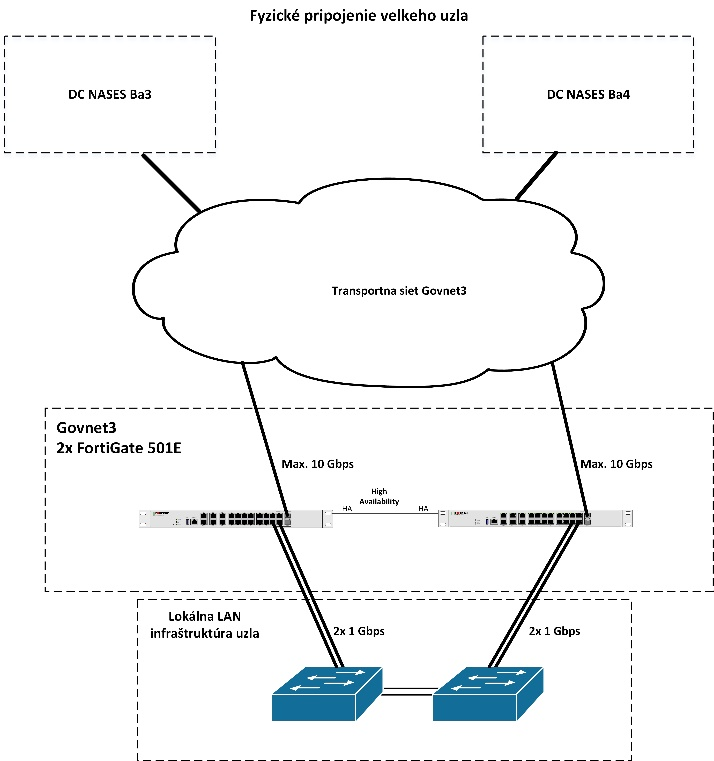 Fyzické pripojenie velkeho uzla
DC NASES Ba3
DC NASES Ba4
Transportna siet Govnet3
Govnet3
2x FortiGate 501E
Max. 10 Gbps
Max. 10 Gbps
High
Availability
HA
HA
Lokálna LAN
infraštruktúra uzla
2x 1 Gbps
2x 1 Gbps